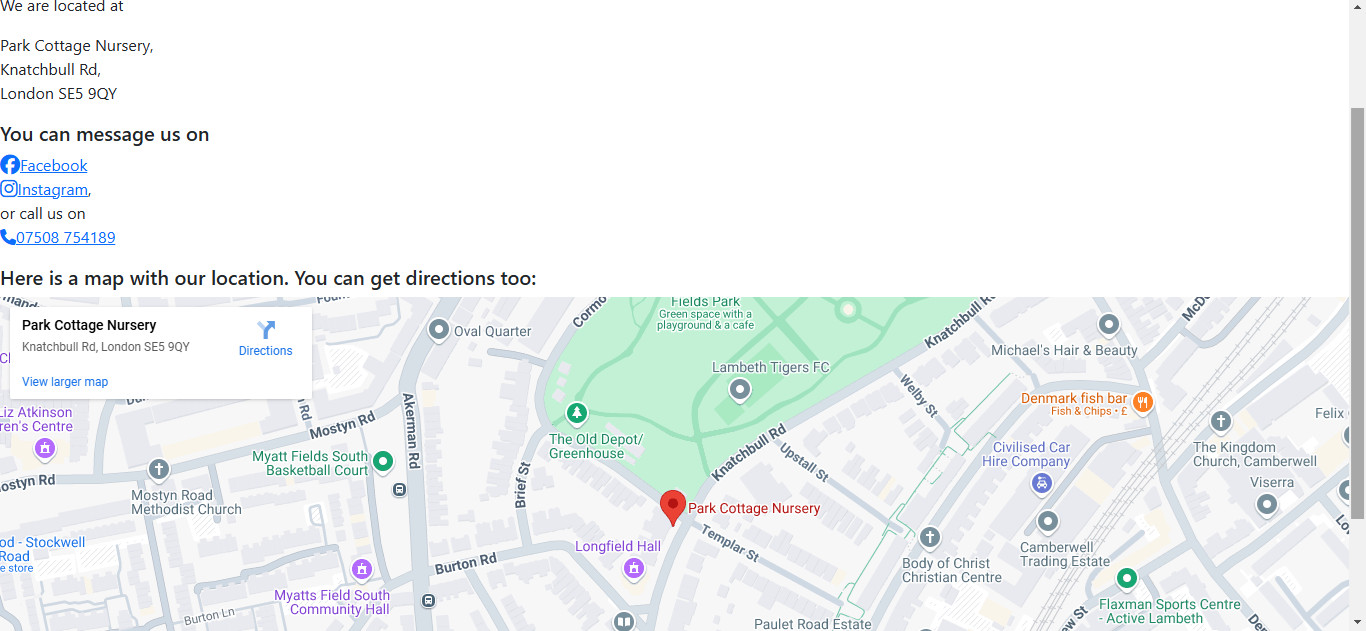 We are located at
Park Cottage Nursery,
Knatchbull Rd,
London SE5 9QY
You can message us on
Facebook
Instagram,
or call us on
07508 754189
Here is a map with our location. You can get directions too:
Park Cottage Nursery
Knatchbull Rd, London SE5 9QY
Directions
View larger map
Oval Quarter
Fields Park
Green space with a
playground & a cafe
Knatchbull Rd
Michael's Hair & Beauty
Lambeth Tigers FC
Welby St
Denmark fish bar
Fish & Chips • £
Liz Atkinson
Akerman Rd
Mostyn Rd
The Old Depot/
Greenhouse
Knatchbull Rd
Upstall St
Civilised Car
Hire Company
The Kingdom
Church, Camberwell
Felix
Myatt Fields South
Basketball Court
Brief St
Viserra
Mostyn Road
Methodist Church
Park Cottage Nursery
Templar St
Longfield Hall
Burton Rd
od - Stockwell
Road
e store
Camberwell
Trading Estate
Body of Christ
Christian Centre
Myatts Field South
Community Hall
Burton Ln
Flaxman Sports Centre
- Active Lambeth
Paulet Road Estate